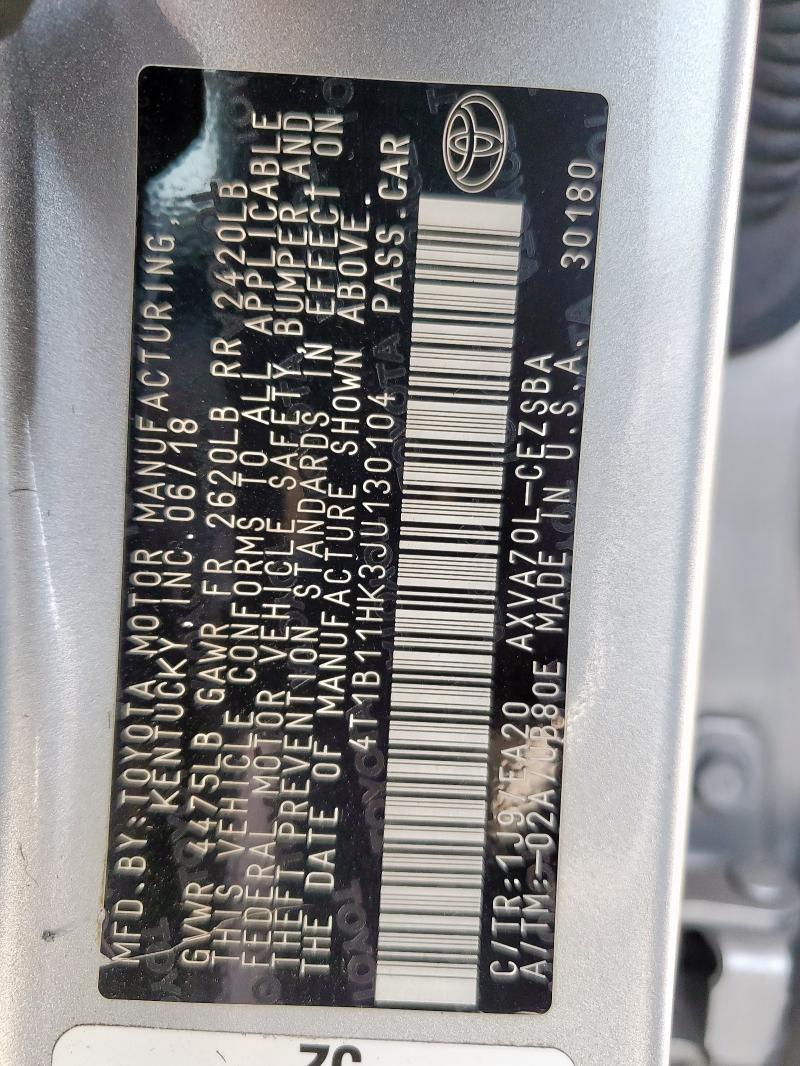 MFD.BY:TOYOTA MOTOR MANUFACTURING,
KENTUCKY, INC. 06/18
GVWR 4475LB GAWR FR 2620LB RR 2420LB
THIS VEHICLE CONFORMS TO ALL APPLICABLE
FEDERAL MOTOR VEHICLE SAFETY, BUMPER AND
THEFT PREVENTION STANDARDS IN EFFECT ON
THE DATE OF MANUFACTURE SHOWN ABOVE.
4T1B11HK3JU130104 PASS.CAR
C/TR:1J9/EA20 AXVA70L-CEZSBA
A/TM:-02A/UB80E MADE IN U.S.A. 30180